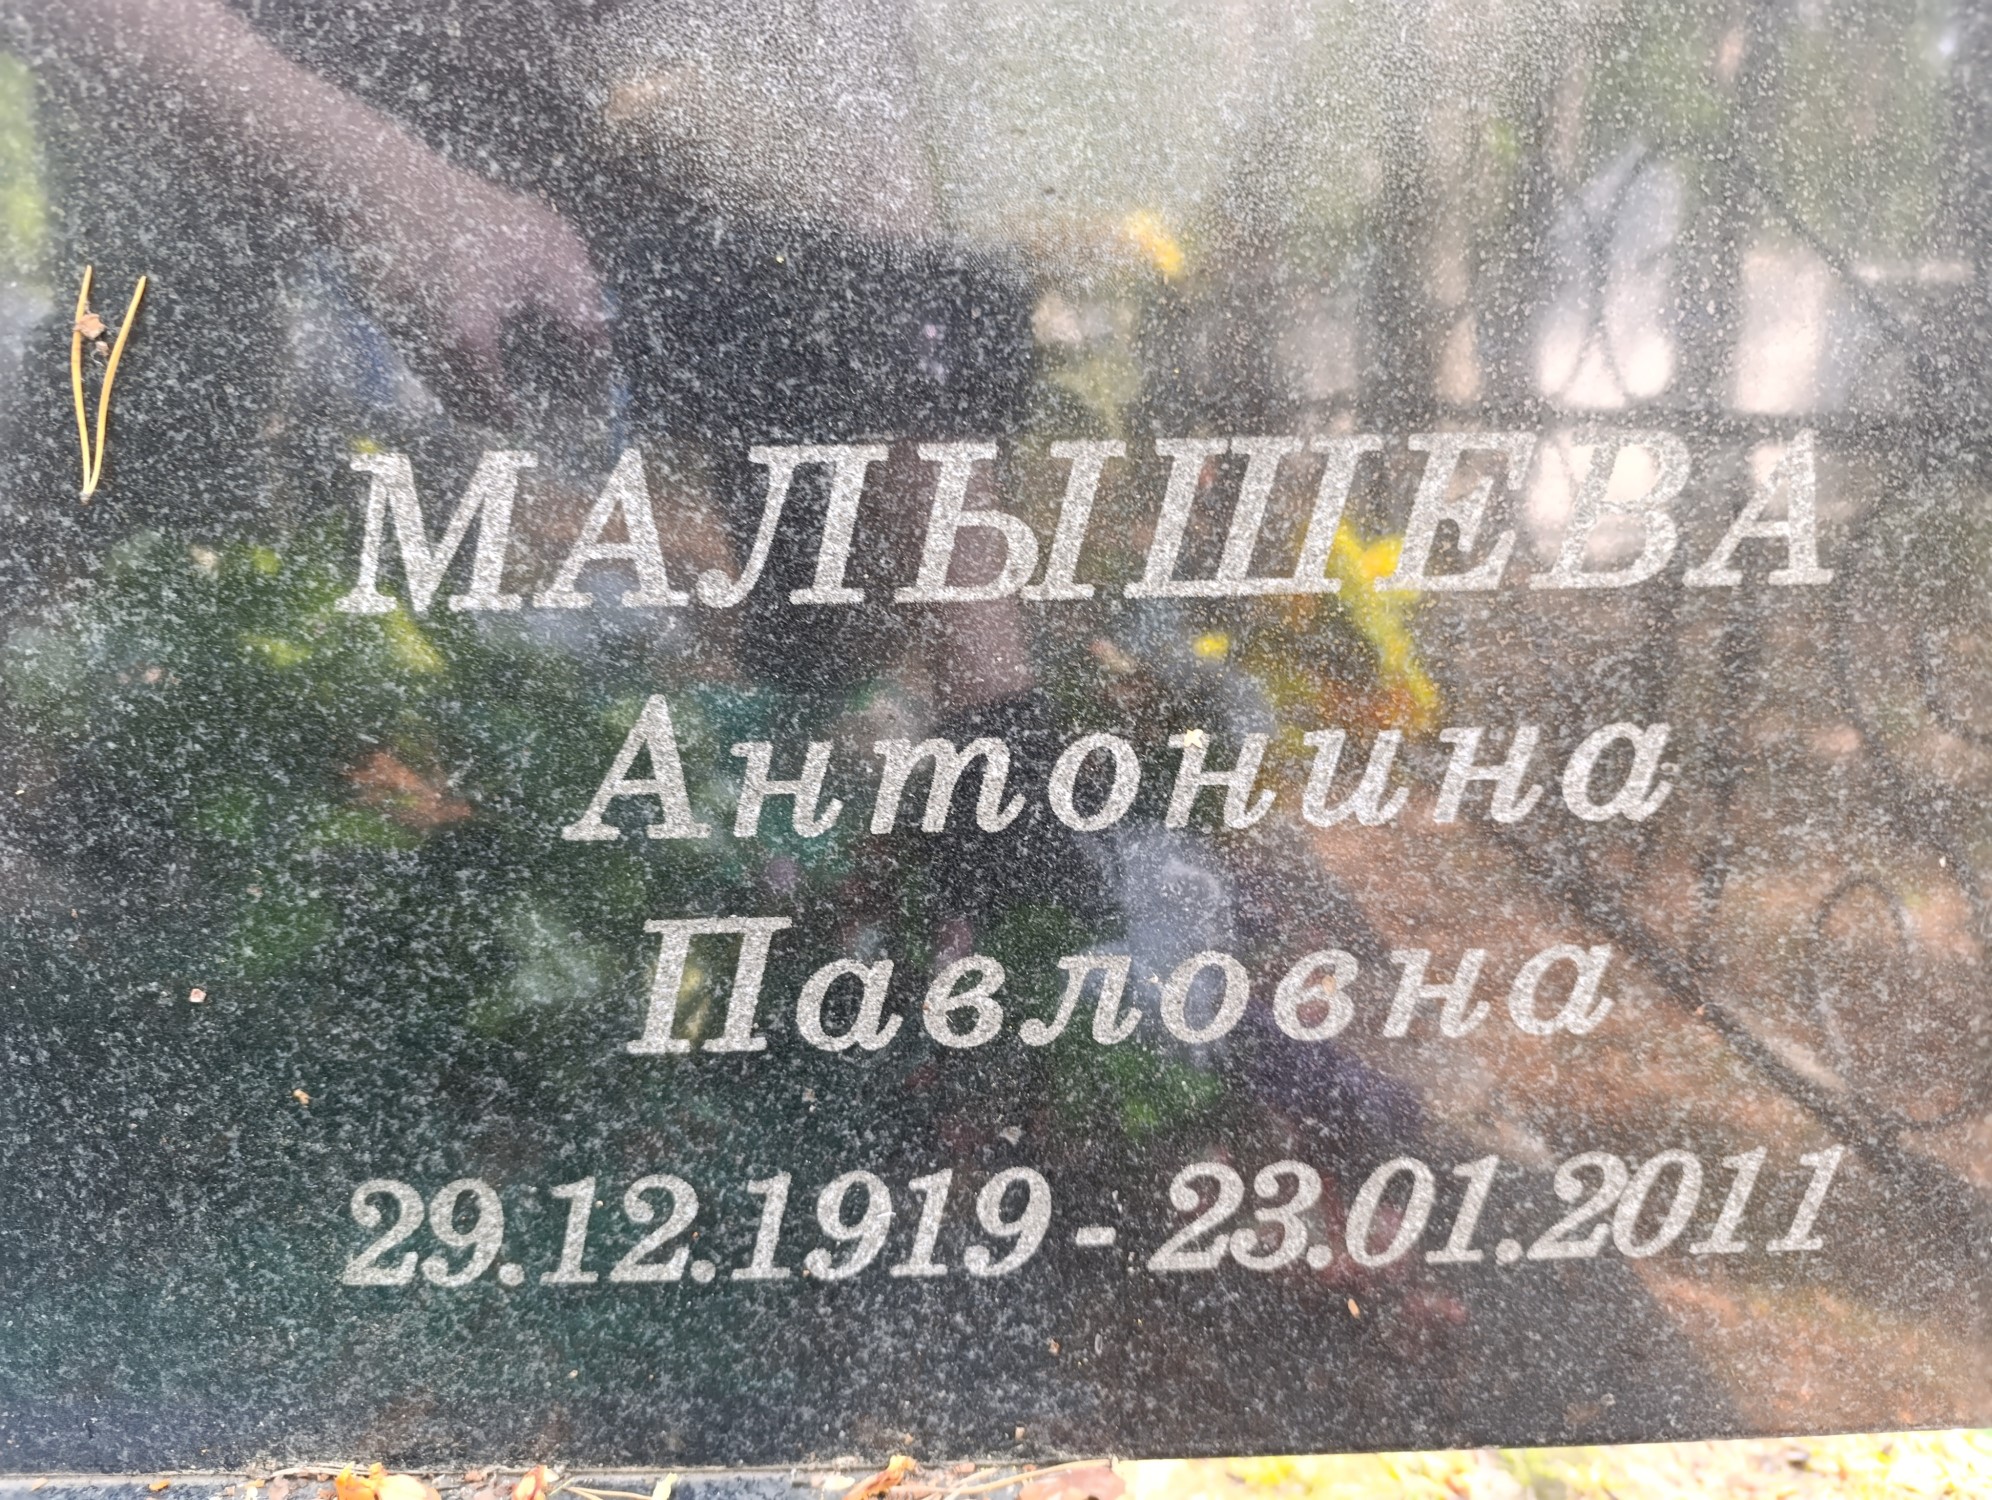 МАЛЫШЕВА
Антонина
Павловна
29.12.1919 - 23.01.2011